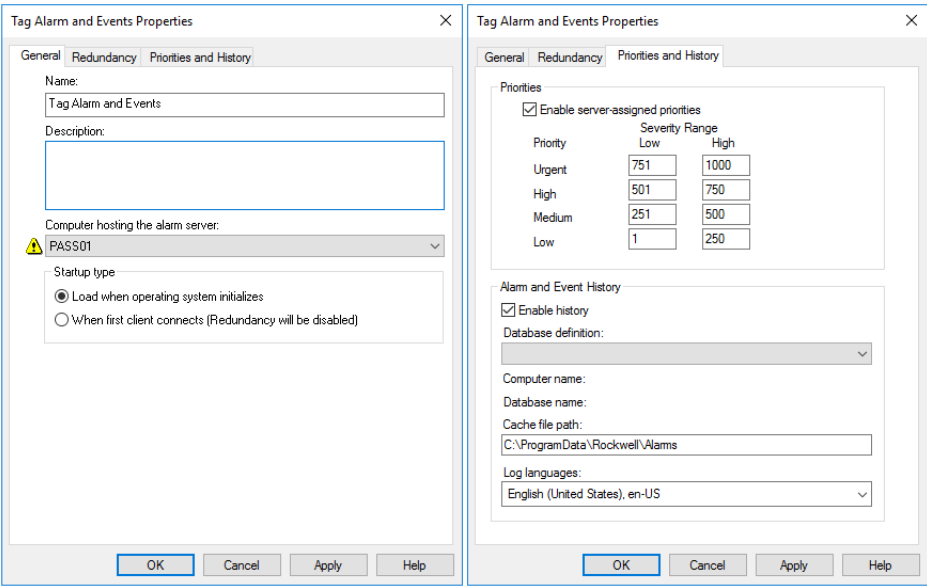 Tag Alarm and Events Properties
General Redundancy Priorities and History
Name:
Tag Alarm and Events
Description:
Computer hosting the alarm server:
PASS01
Startup type
Load when operating system initializes
When first client connects (Redundancy will be disabled)
OK Cancel Apply Help
Tag Alarm and Events Properties
General Redundancy Priorities and History
Priorities
Enable server-assigned priorities
Severity Range
Priority Low High
Urgent 751 1000
High 501 750
Medium 251 500
Low 1 250
Alarm and Event History
Enable history
Database definition:
Computer name:
Database name:
Cache file path:
C:\ProgramData\Rockwell\Alarms
Log languages:
English (United States), en-US
OK Cancel Apply Help